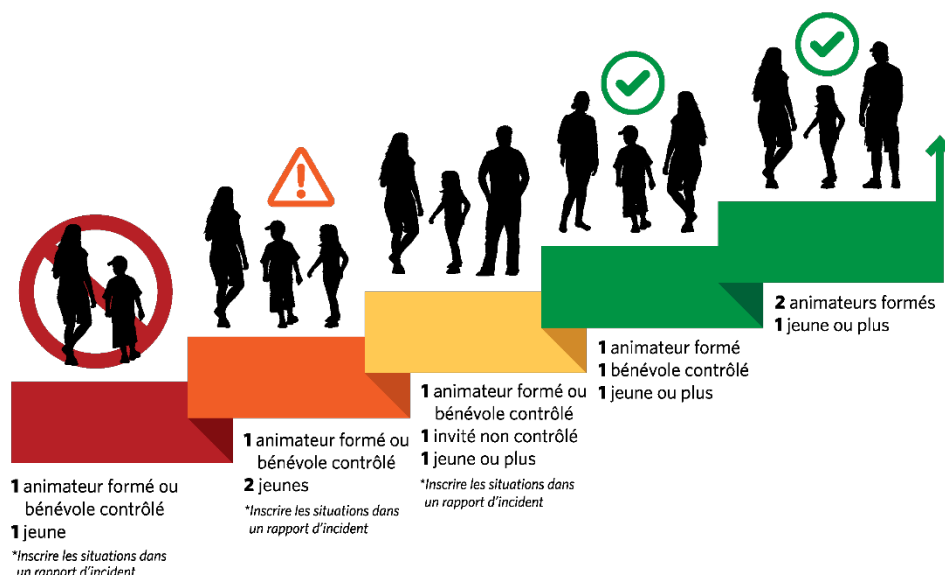 1 animateur formé ou
bénévole contrôlé
1 jeune
*Inscrire les situations dans
un rapport d'incident
1 animateur formé ou
bénévole contrôlé
2 jeunes
*Inscrire les situations dans
un rapport d'incident
1 animateur formé ou
bénévole contrôlé
1 invité non contrôlé
1 jeune ou plus
*Inscrire les situations dans
un rapport d'incident
1 animateur formé
1 bénévole contrôlé
1 jeune ou plus
2 animateurs formés
1 jeune ou plus